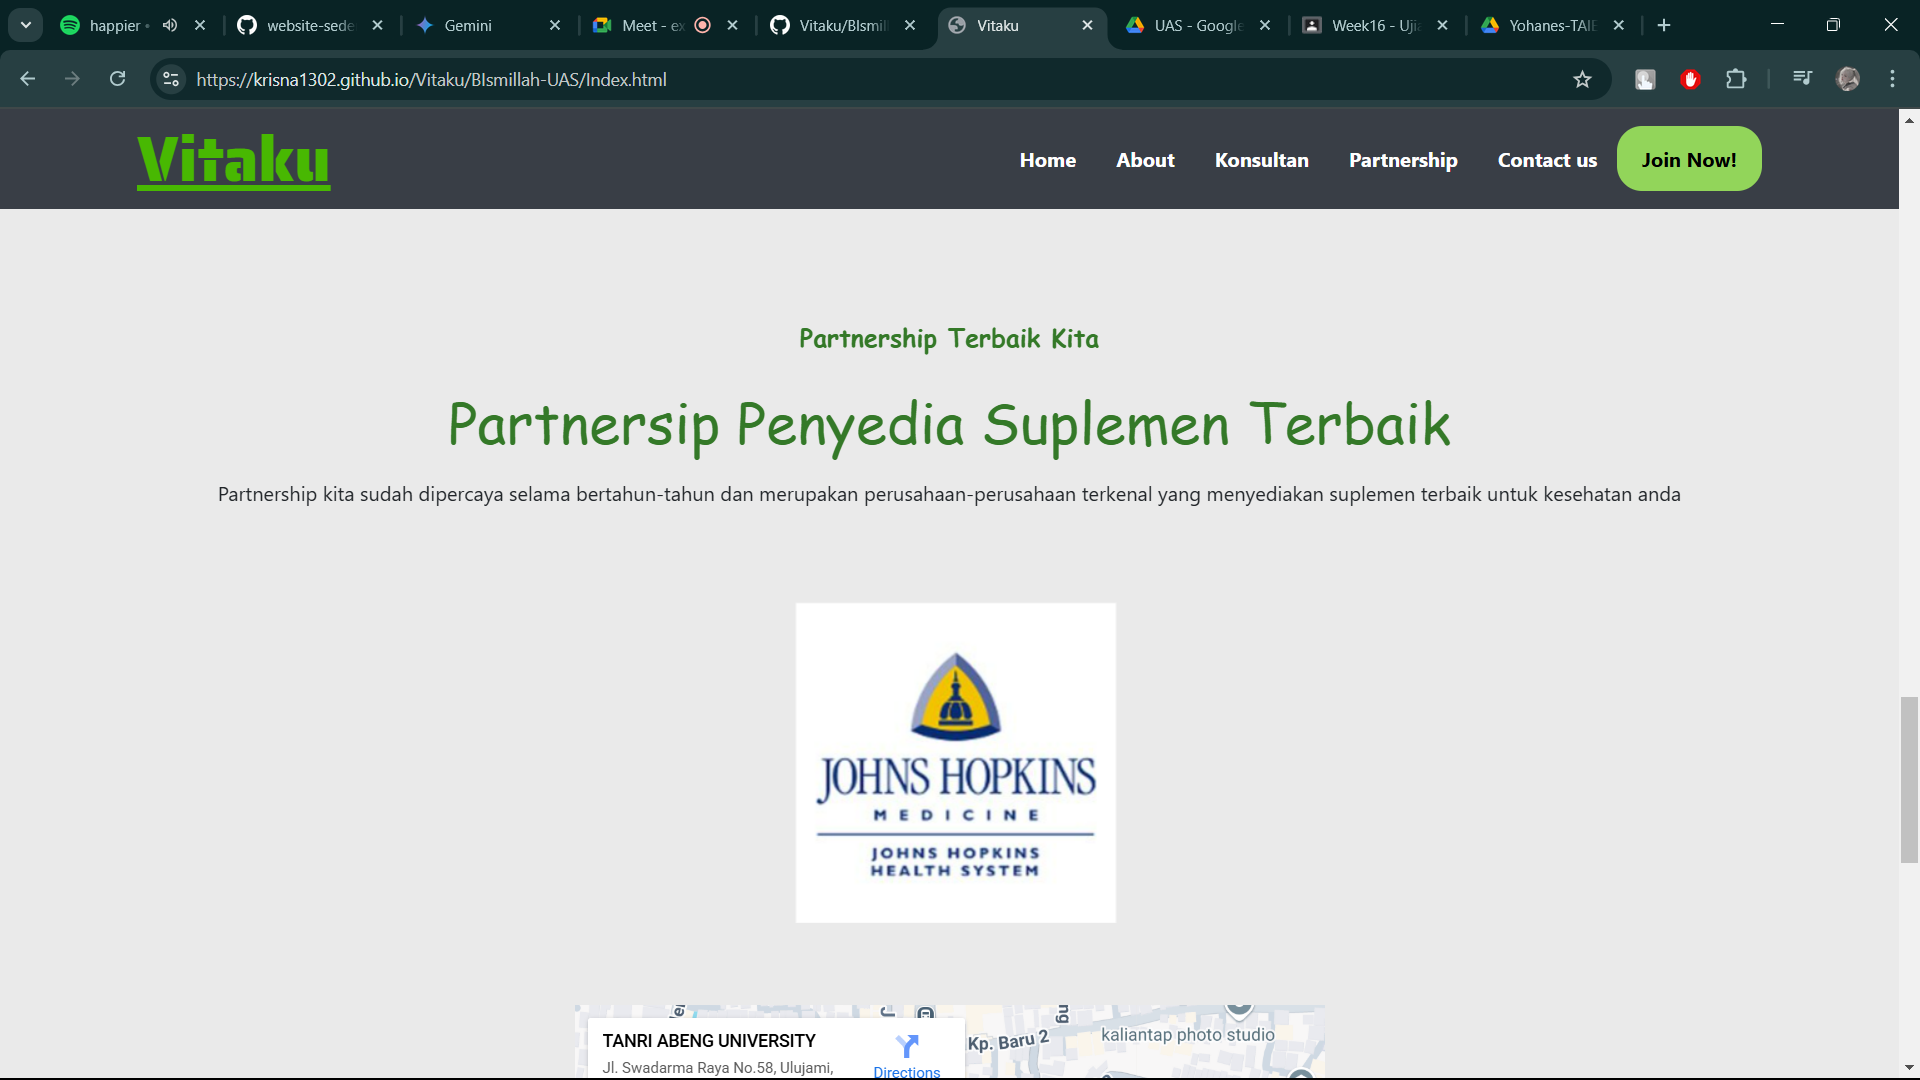 happier •
website-sede
Gemini
Meet - ex
Vitaku/BIsmil
Vitaku
UAS - Google
Week16 - Ujia
Yohanes-TAIB
https://krisna1302.github.io/Vitaku/BIsmillah-UAS/Index.html
Vitaku
Home
About
Konsultan
Partnership
Contact us
Join Now!
Partnership Terbaik Kita
Partnersip Penyedia Suplemen Terbaik
Partnership kita sudah dipercaya selama bertahun-tahun dan merupakan perusahaan-perusahaan terkenal yang menyediakan suplemen terbaik untuk kesehatan anda
JOHNS HOPKINS
MEDICINE
JOHNS HOPKINS
HEALTH SYSTEM
TANRI ABENG UNIVERSITY
Jl. Swadarma Raya No.58, Ulujami,
Directions
Kp. Baru 2
kaliantap photo studio